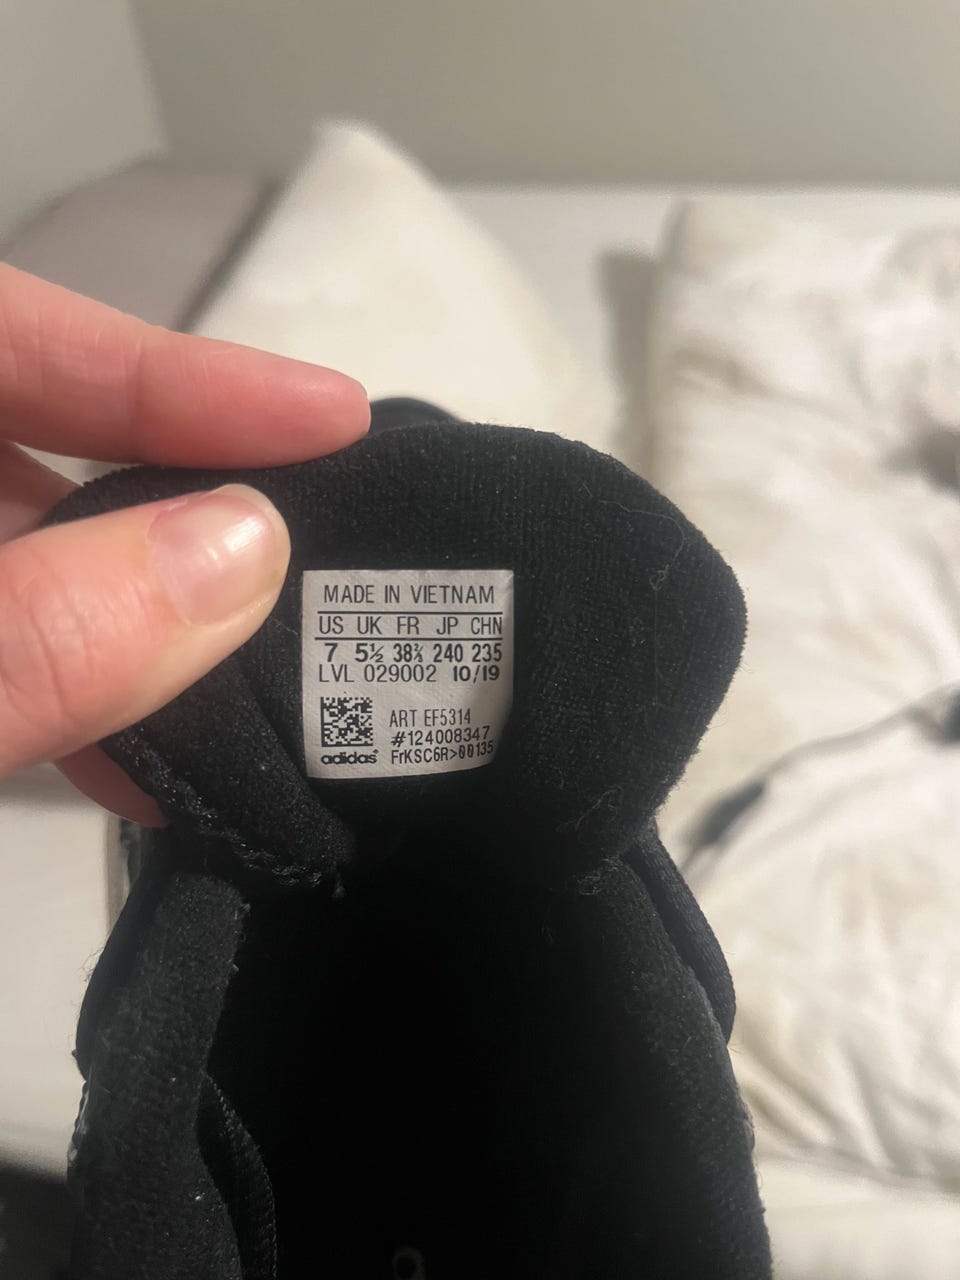 MADE IN VIETNAM
US UK FR JP CHN
7 5½ 38⅔ 240 235
LVL 029002 10/19
ART EF5314
#124008347
adidas® FrKSC6R>00135